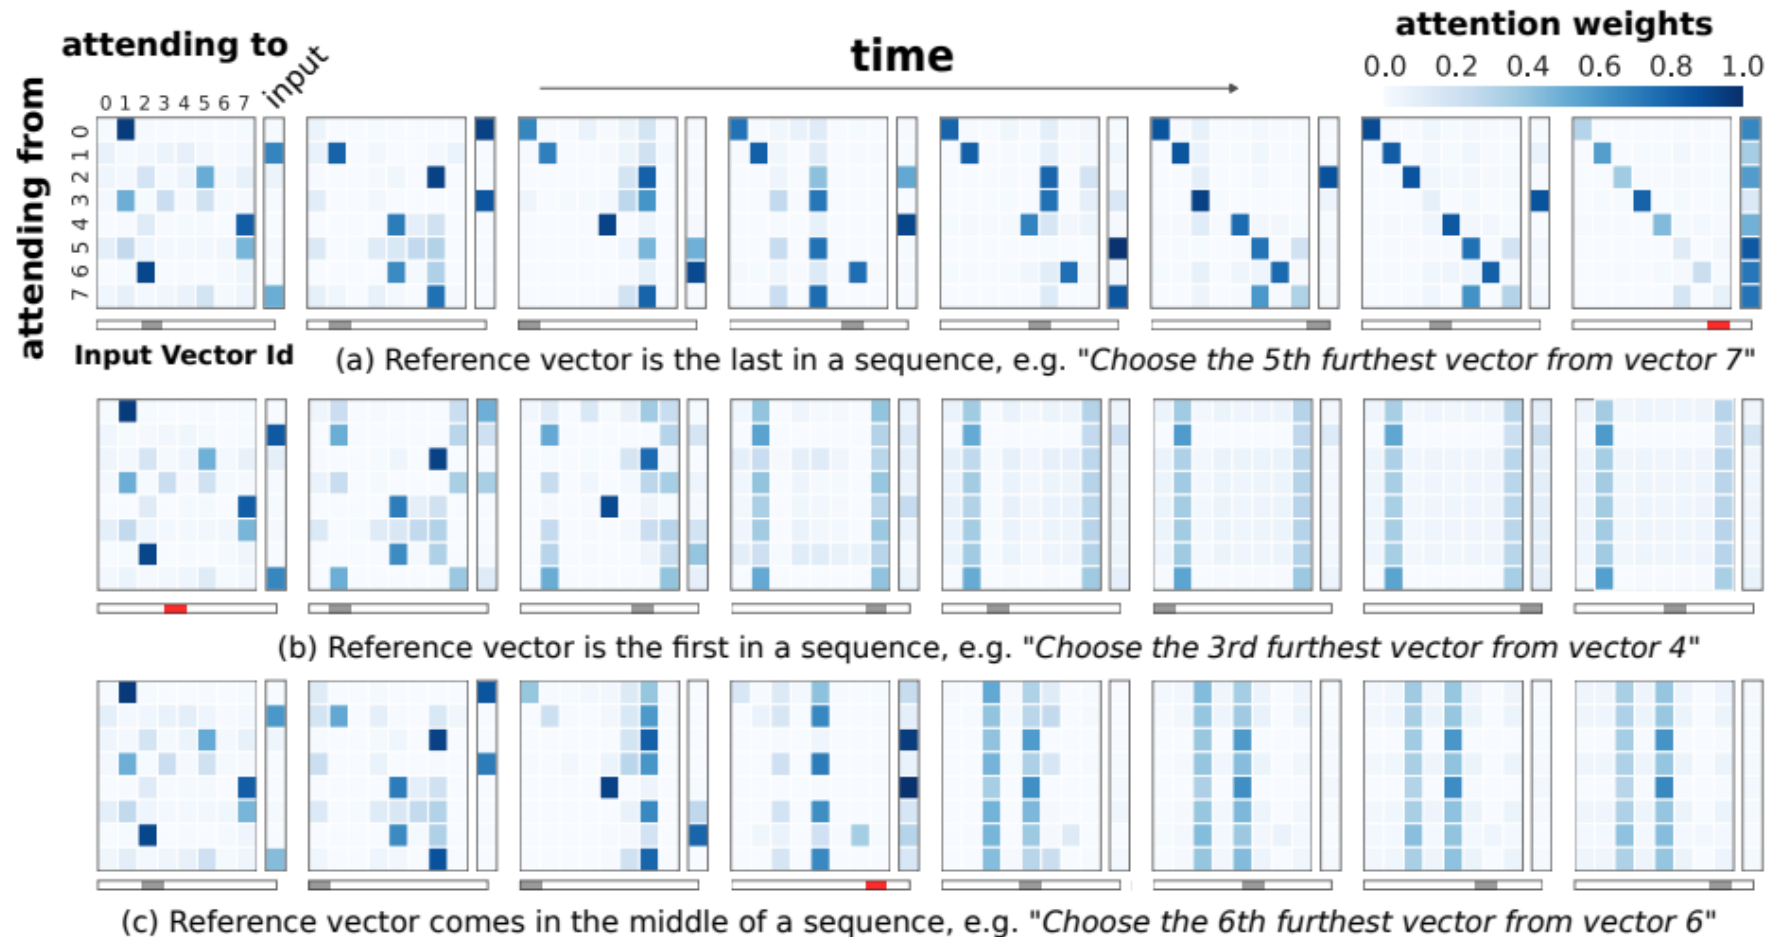 attending to
input
time
attention weights
0.0 0.2 0.4 0.6 0.8 1.0
attending from
0 1 2 3 4 5 6 7
0
1
2
3
4
5
6
7
Input Vector Id
(a) Reference vector is the last in a sequence, e.g. "Choose the 5th furthest vector from vector 7"
(b) Reference vector is the first in a sequence, e.g. "Choose the 3rd furthest vector from vector 4"
(c) Reference vector comes in the middle of a sequence, e.g. "Choose the 6th furthest vector from vector 6"